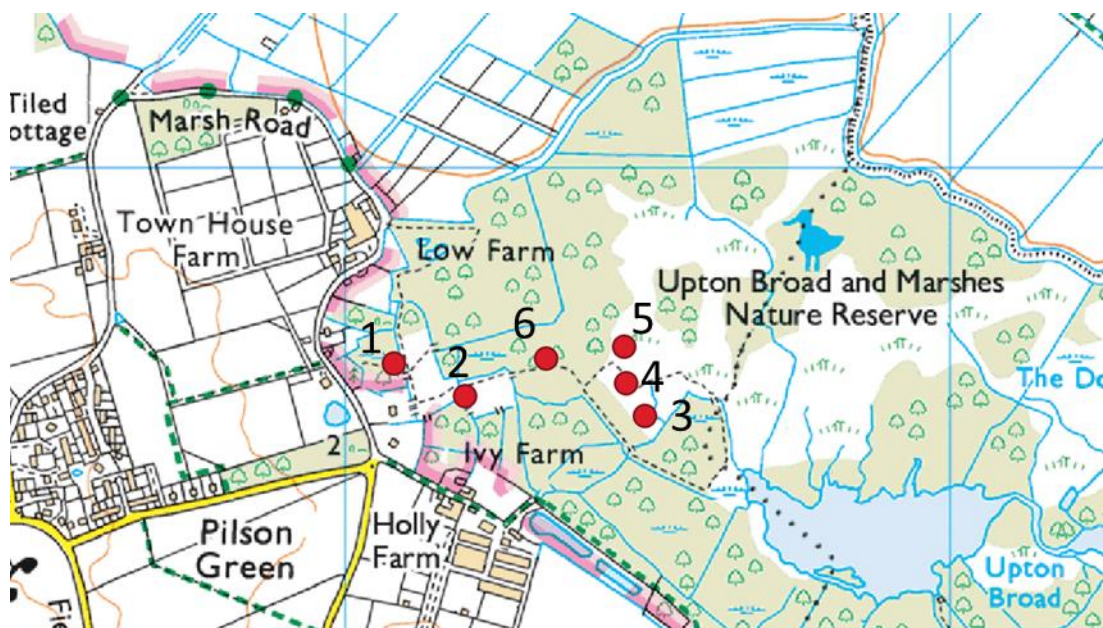 Tiled
ottage
Marsh Road
Town House
Farm
Low Farm
Upton Broad and Marshes
Nature Reserve
1
2
6
5
4
3
The Do
2
Ivy Farm
Pilson
Green
Holly
Farm
Upton
Broad
Fie